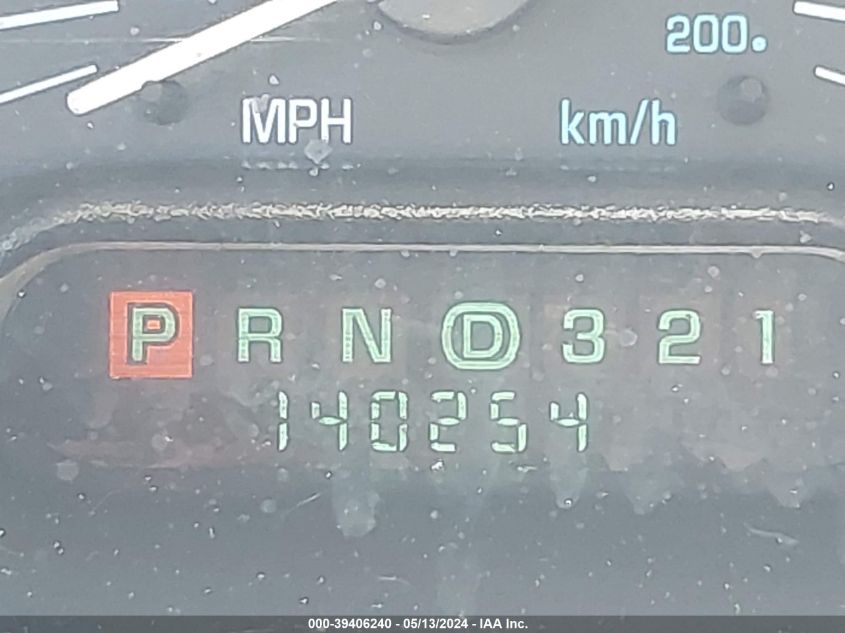 200
MPH km/h
P R N D 3 2 1
140254
000-39406240 - 05/13/2024 - IAA Inc.